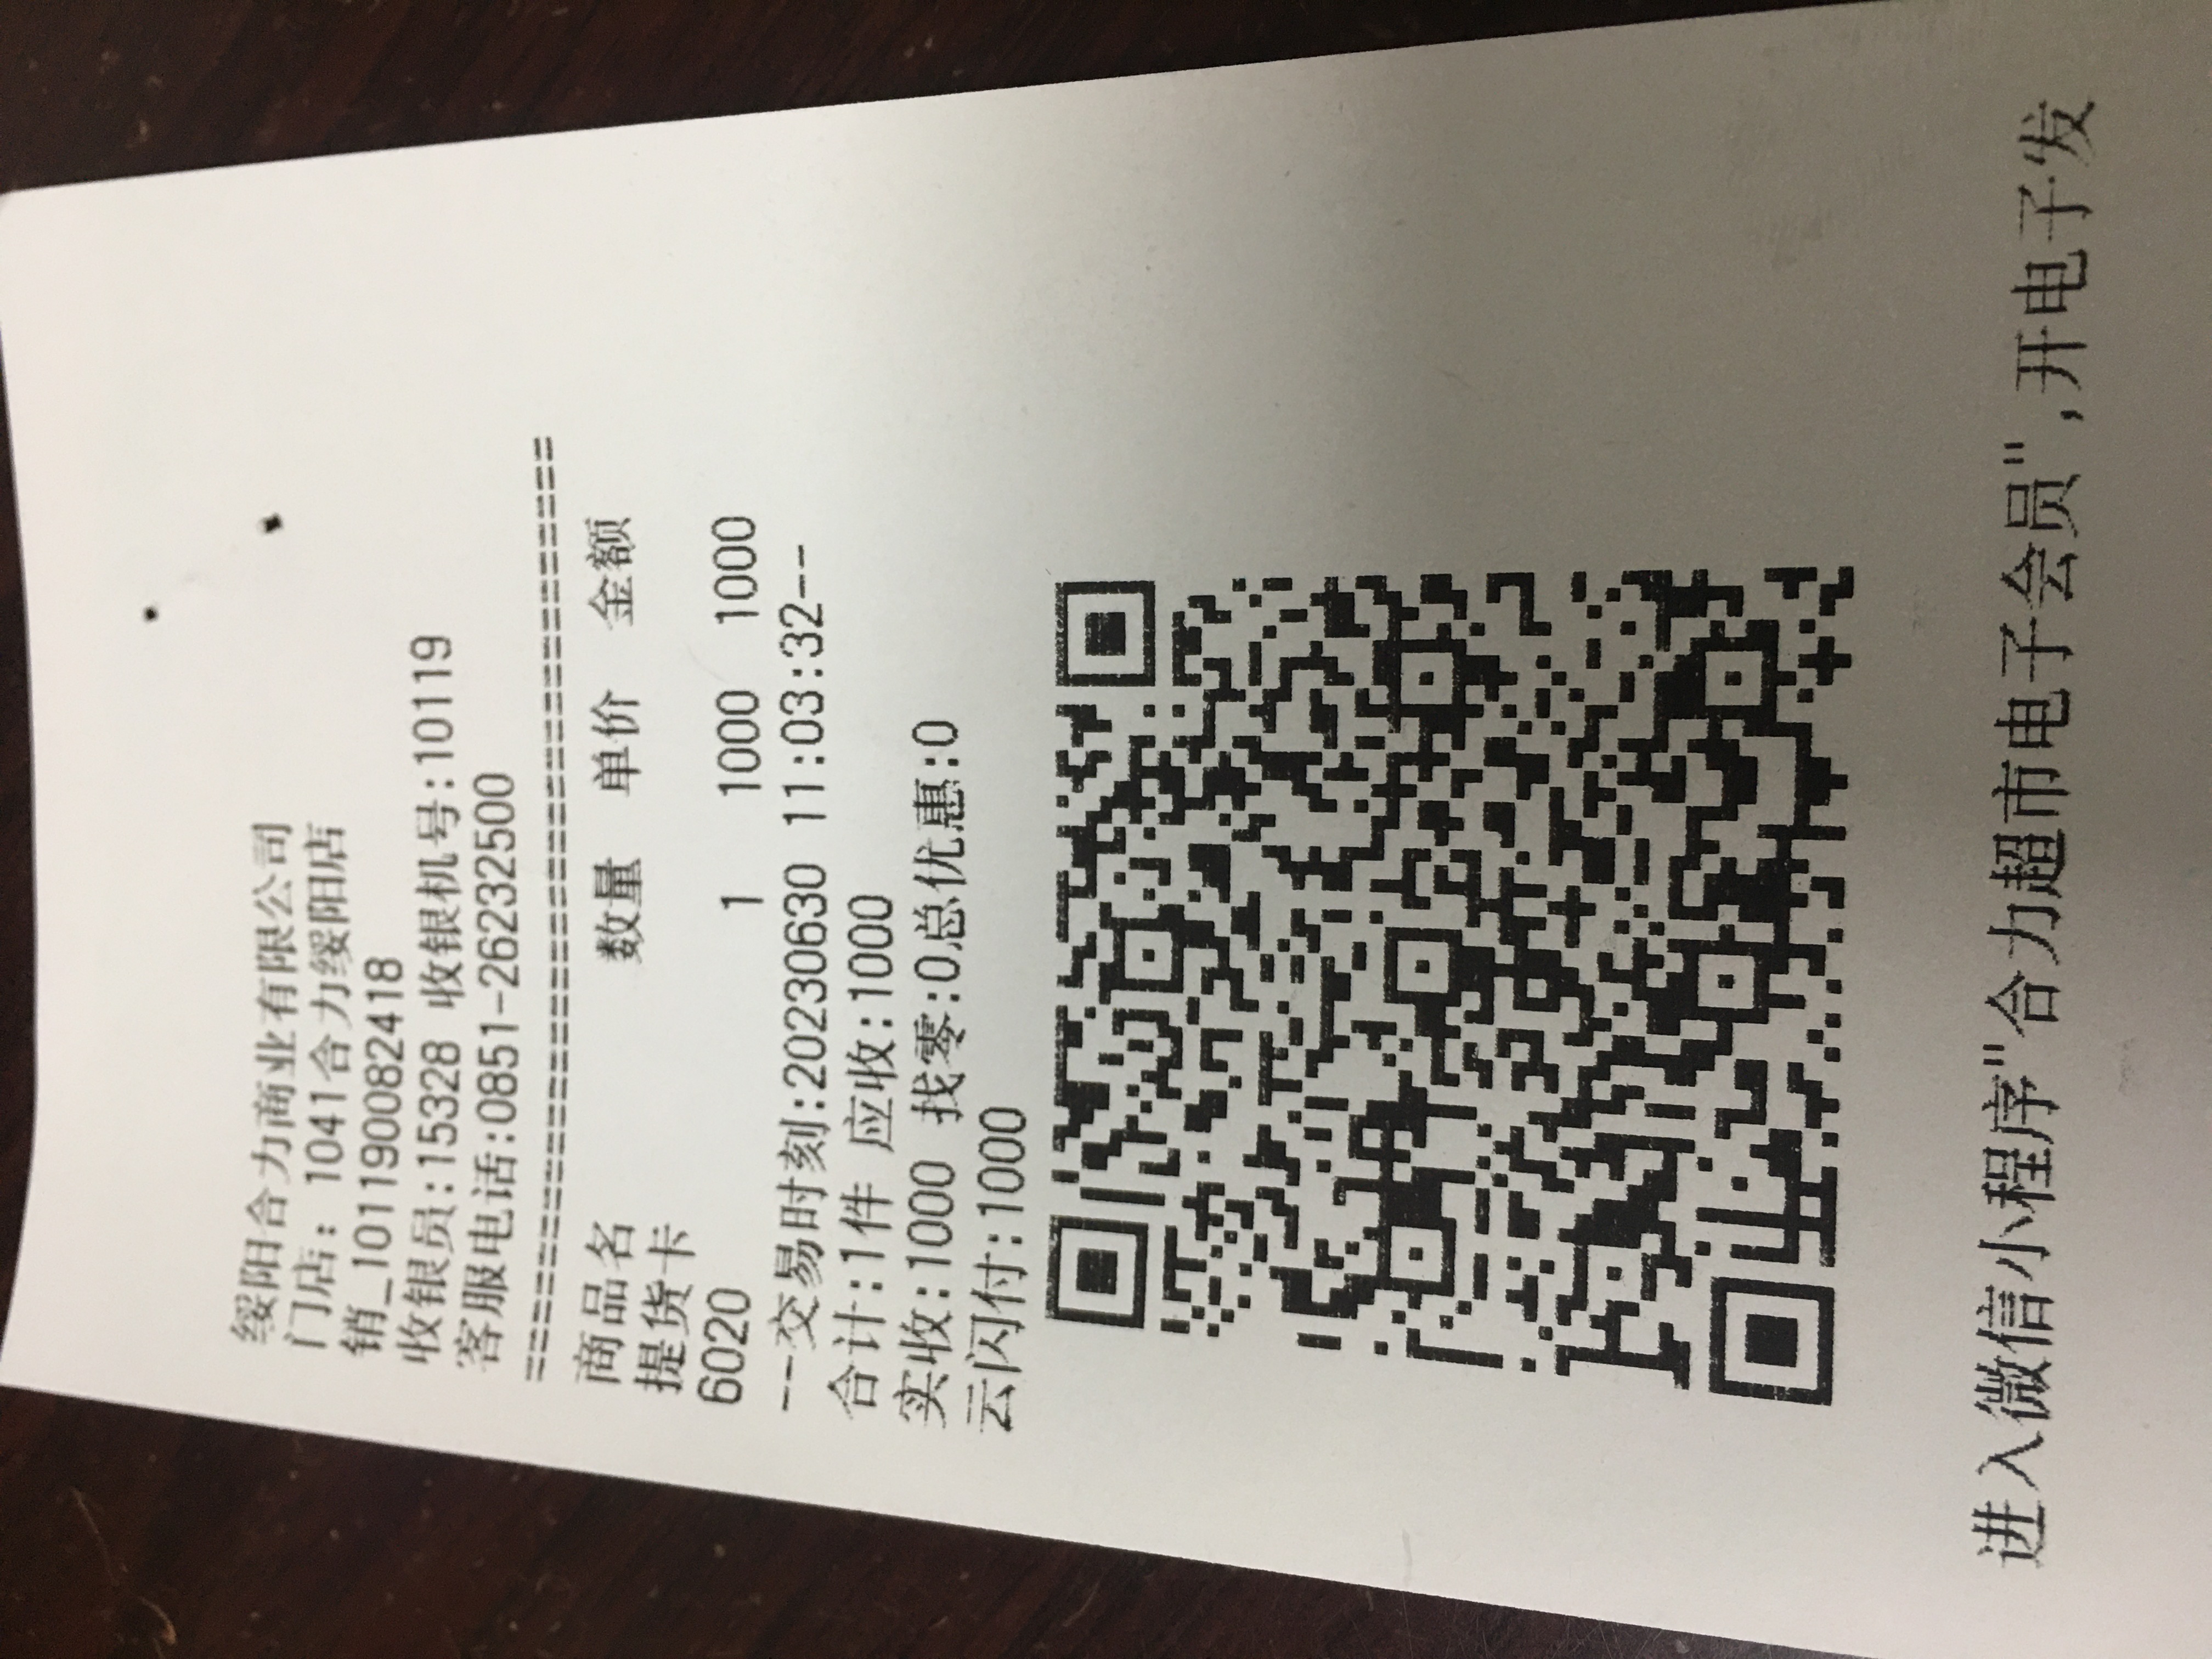 绥阳合力商业有限公司
门店: 1041合力绥阳店
销_101190082418
收银员:15328 收银机号:10119
客服电话:0851-26232500
==================================
商品名 数量 单价 金额
提货卡
6020 1 1000 1000
--交易时刻:20230630 11:03:32--
合计:1件 应收:1000
实收:1000 找零:0总优惠:0
云闪付:1000
进入微信小程序"合力超市电子会员",开电子发